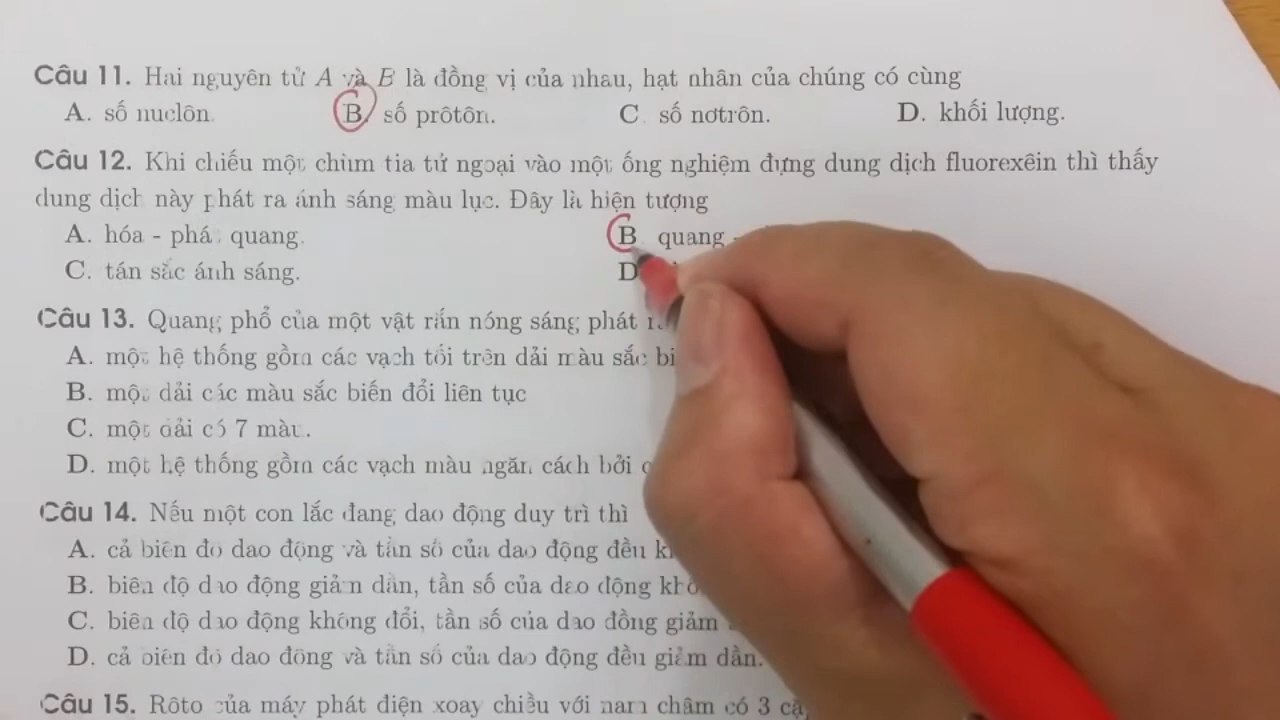 Câu 11. Hai nguyên tử A và B là đồng vị của nhau, hạt nhân của chúng có cùng
A. số nuclôn. B. số prôtôn. C. số nơtrôn. D. khối lượng.
Câu 12. Khi chiếu một chùm tia tử ngoại vào một ống nghiệm đựng dung dịch fluorexêin thì thấy
dung dịch này phát ra ánh sáng màu lục. Đây là hiện tượng
A. hóa - phát quang. B. quang
C. tán sắc ánh sáng. D
Câu 13. Quang phổ của một vật rắn nóng sáng phát
A. một hệ thống gồm các vạch tối trên dải màu sắc
B. một dải các màu sắc biến đổi liên tục
C. một dải có 7 màu.
D. một hệ thống gồm các vạch màu ngăn cách bởi
Câu 14. Nếu một con lắc đang dao động duy trì thì
A. cả biên độ dao động và tần số của dao động đều
B. biên độ dao động giảm dần, tần số của dao động
C. biên độ dao động không đổi, tần số của dao đồng giảm
D. cả biên độ dao động và tần số của dao động đều giảm dần.
Câu 15. Rôto của máy phát điện xoay chiều với nam châm có 3